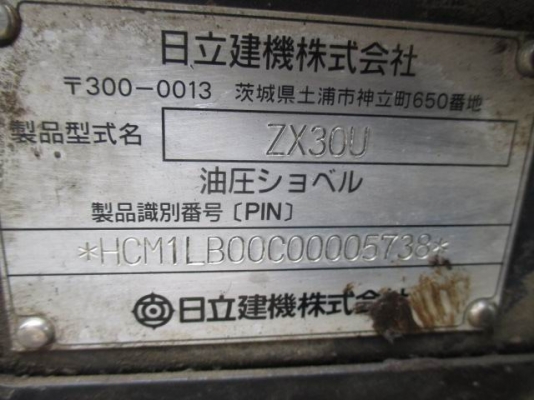 日立建機株式会社
〒300-0013 茨城県土浦市神立町650番地
製品型式名 ZX30U
油圧ショベル
製品識別番号〔PIN〕
*HCM1LB00C00005738*
日立建機株式会社